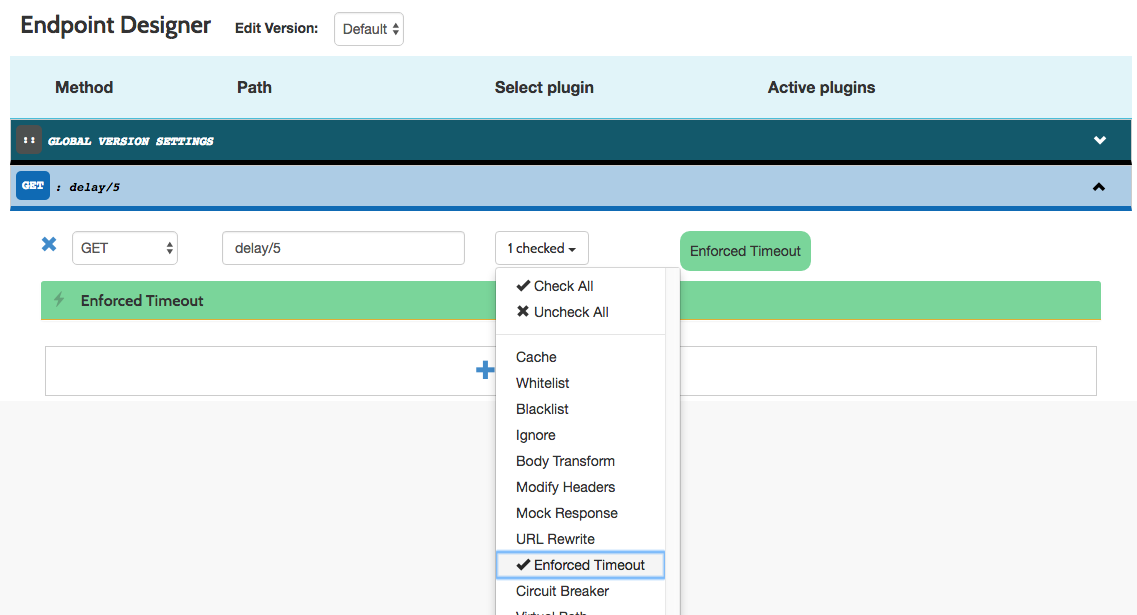 Endpoint Designer Edit Version: Default
Method Path Select plugin Active plugins
GLOBAL VERSION SETTINGS
GET : delay/5
GET delay/5 1 checked Enforced Timeout
Check All
Enforced Timeout
Uncheck All
Cache
Whitelist
Blacklist
Ignore
Body Transform
Modify Headers
Mock Response
URL Rewrite
Enforced Timeout
Circuit Breaker